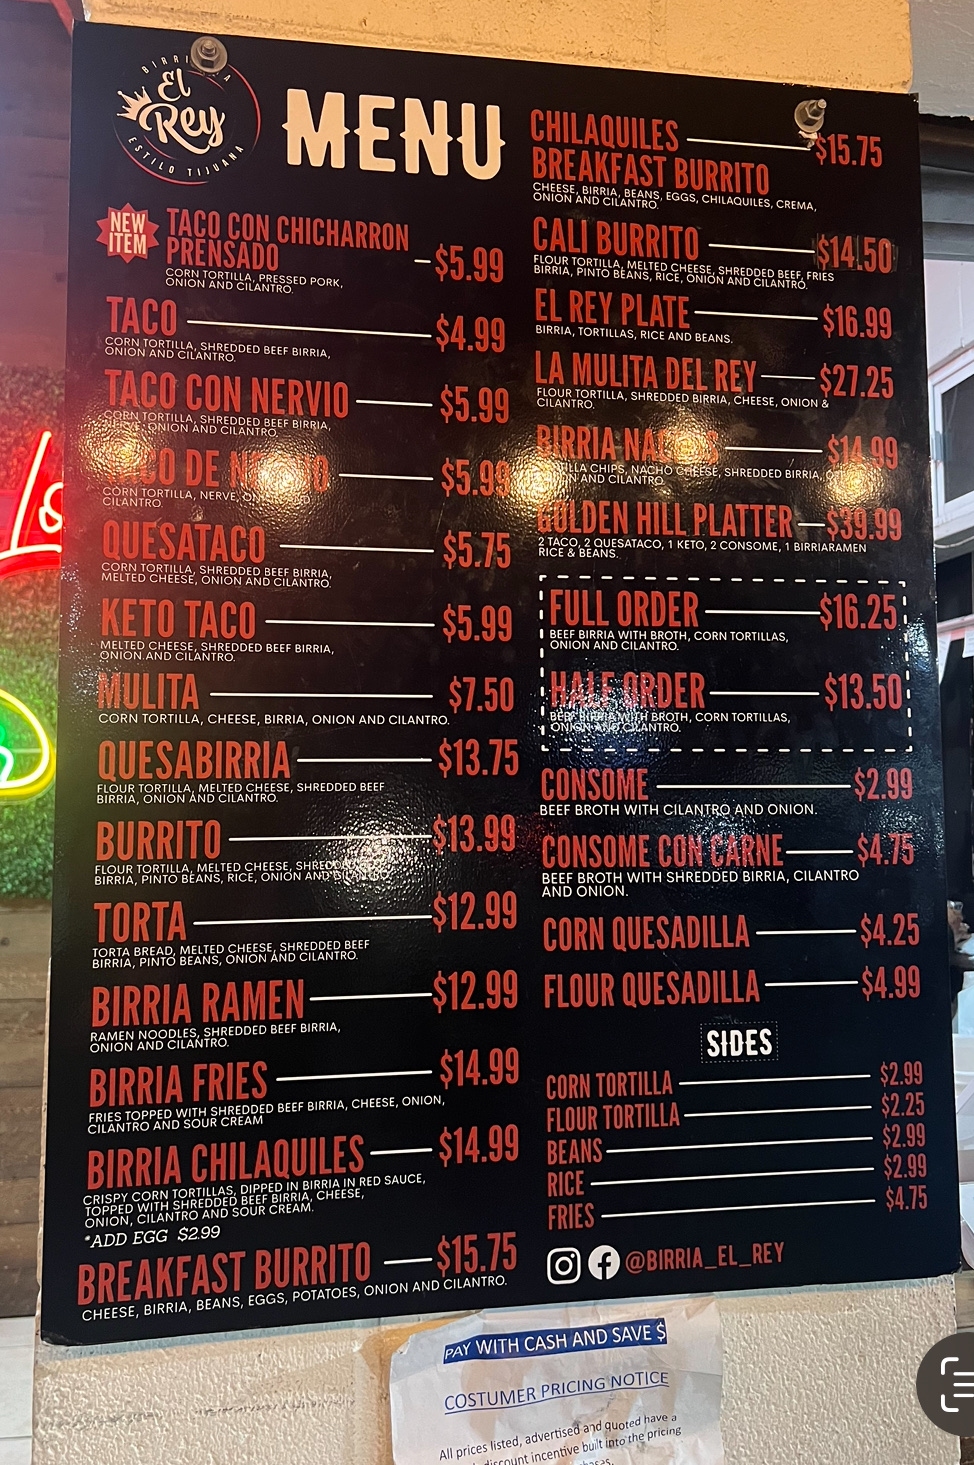 BIRRIA
El
Rey
ESTILO TIJUANA
MENU
NEW
ITEM
TACO CON CHICHARRON
PRENSADO
$5.99
CORN TORTILLA, PRESSED PORK,
ONION AND CILANTRO.
TACO $4.99
CORN TORTILLA, SHREDDED BEEF BIRRIA,
ONION AND CILANTRO.
TACO CON NERVIO $5.99
CORN TORTILLA, SHREDDED BEEF BIRRIA,
ONION AND CILANTRO.
TACO DE NERVIO $5.99
CORN TORTILLA, NERVE,
CILANTRO.
QUESATACO $5.75
CORN TORTILLA, SHREDDED BEEF BIRRIA,
MELTED CHEESE, ONION AND CILANTRO.
KETO TACO $5.99
MELTED CHEESE, SHREDDED BEEF BIRRIA,
ONION AND CILANTRO.
MULITA $7.50
CORN TORTILLA, CHEESE, BIRRIA, ONION AND CILANTRO.
QUESABIRRIA $13.75
FLOUR TORTILLA, MELTED CHEESE, SHREDDED BEEF
BIRRIA, ONION AND CILANTRO.
BURRITO $13.99
FLOUR TORTILLA, MELTED CHEESE, SHREDDED
BIRRIA, PINTO BEANS, RICE, ONION AND CILANTRO
TORTA $12.99
TORTA BREAD, MELTED CHEESE, SHREDDED BEEF
BIRRIA, PINTO BEANS, ONION AND CILANTRO.
BIRRIA RAMEN $12.99
RAMEN NOODLES, SHREDDED BEEF BIRRIA,
ONION AND CILANTRO.
BIRRIA FRIES $14.99
FRIES TOPPED WITH SHREDDED BEEF BIRRIA, CHEESE, ONION,
CILANTRO AND SOUR CREAM
BIRRIA CHILAQUILES $14.99
CRISPY CORN TORTILLAS, DIPPED IN BIRRIA IN RED SAUCE,
TOPPED WITH SHREDDED BEEF BIRRIA, CHEESE,
ONION, CILANTRO AND SOUR CREAM.
*ADD EGG $2.99
BREAKFAST BURRITO $15.75
CHEESE, BIRRIA, BEANS, EGGS, POTATOES, ONION AND CILANTRO.
CHILAQUILES $15.75
BREAKFAST BURRITO
CHEESE, BIRRIA, BEANS, EGGS, CHILAQUILES, CREMA,
ONION AND CILANTRO.
CALI BURRITO $14.50
FLOUR TORTILLA, MELTED CHEESE, SHREDDED BEEF, FRIES
BIRRIA, PINTO BEANS, RICE, ONION AND CILANTRO.
EL REY PLATE $16.99
BIRRIA, TORTILLAS, RICE AND BEANS.
LA MULITA DEL REY $27.25
FLOUR TORTILLA, SHREDDED BIRRIA, CHEESE, ONION &
CILANTRO.
BIRRIA NACHOS $14.99
TORTILLA CHIPS, NACHO CHEESE, SHREDDED BIRRIA,
AND CILANTRO
GOLDEN HILL PLATTER $39.99
2 TACO, 2 QUESATACO, 1 KETO, 2 CONSOME, 1 BIRRIARAMEN
RICE & BEANS.
FULL ORDER $16.25
BEEF BIRRIA WITH BROTH, CORN TORTILLAS,
ONION AND CILANTRO.
HALF ORDER $13.50
BEEF BIRRIA WITH BROTH, CORN TORTILLAS,
ONION AND CILANTRO.
CONSOME $2.99
BEEF BROTH WITH CILANTRO AND ONION.
CONSOME CON CARNE $4.75
BEEF BROTH WITH SHREDDED BIRRIA, CILANTRO
AND ONION.
CORN QUESADILLA $4.25
FLOUR QUESADILLA $4.99
SIDES
CORN TORTILLA $2.99
FLOUR TORTILLA $2.25
BEANS $2.99
RICE $2.99
FRIES $4.75
@BIRRIA_EL_REY
PAY WITH CASH AND SAVE $
COSTUMER PRICING NOTICE
All prices listed, advertised and quoted have a
discount incentive built into the pricing
Lo